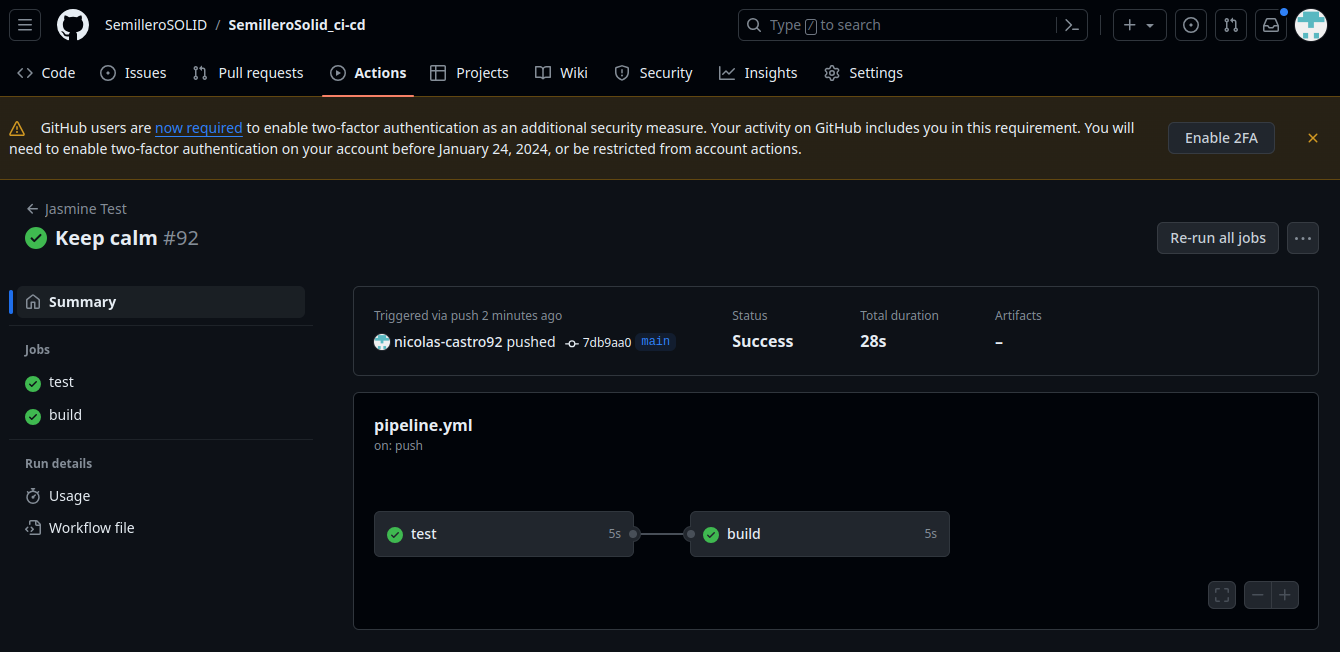 SemilleroSOLID / SemilleroSolid_ci-cd
Type / to search
Code Issues Pull requests Actions Projects Wiki Security Insights Settings
GitHub users are now required to enable two-factor authentication as an additional security measure. Your activity on GitHub includes you in this requirement. You will
need to enable two-factor authentication on your account before January 24, 2024, or be restricted from account actions.
Enable 2FA
Jasmine Test
Keep calm #92
Re-run all jobs
Summary
Jobs
test
build
Run details
Usage
Workflow file
Triggered via push 2 minutes ago
nicolas-castro92 pushed 7db9aa0 main
Status
Success
Total duration
28s
Artifacts
–
pipeline.yml
on: push
test 5s
build 5s